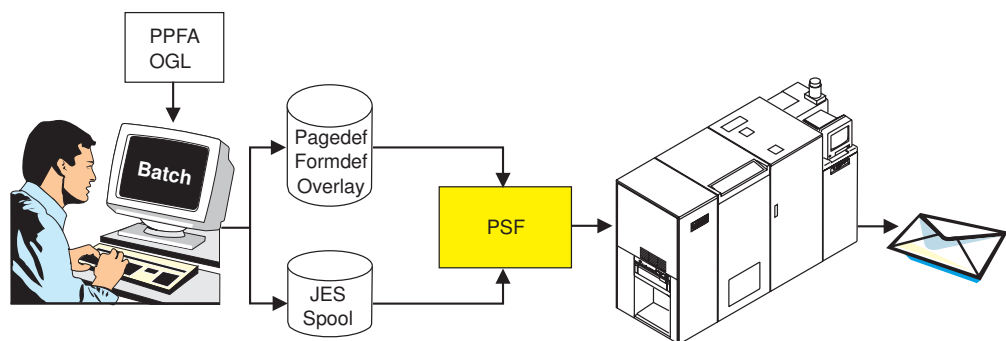 PPFA
OGL
Batch
Pagedef
Formdef
Overlay
JES
Spool
PSF